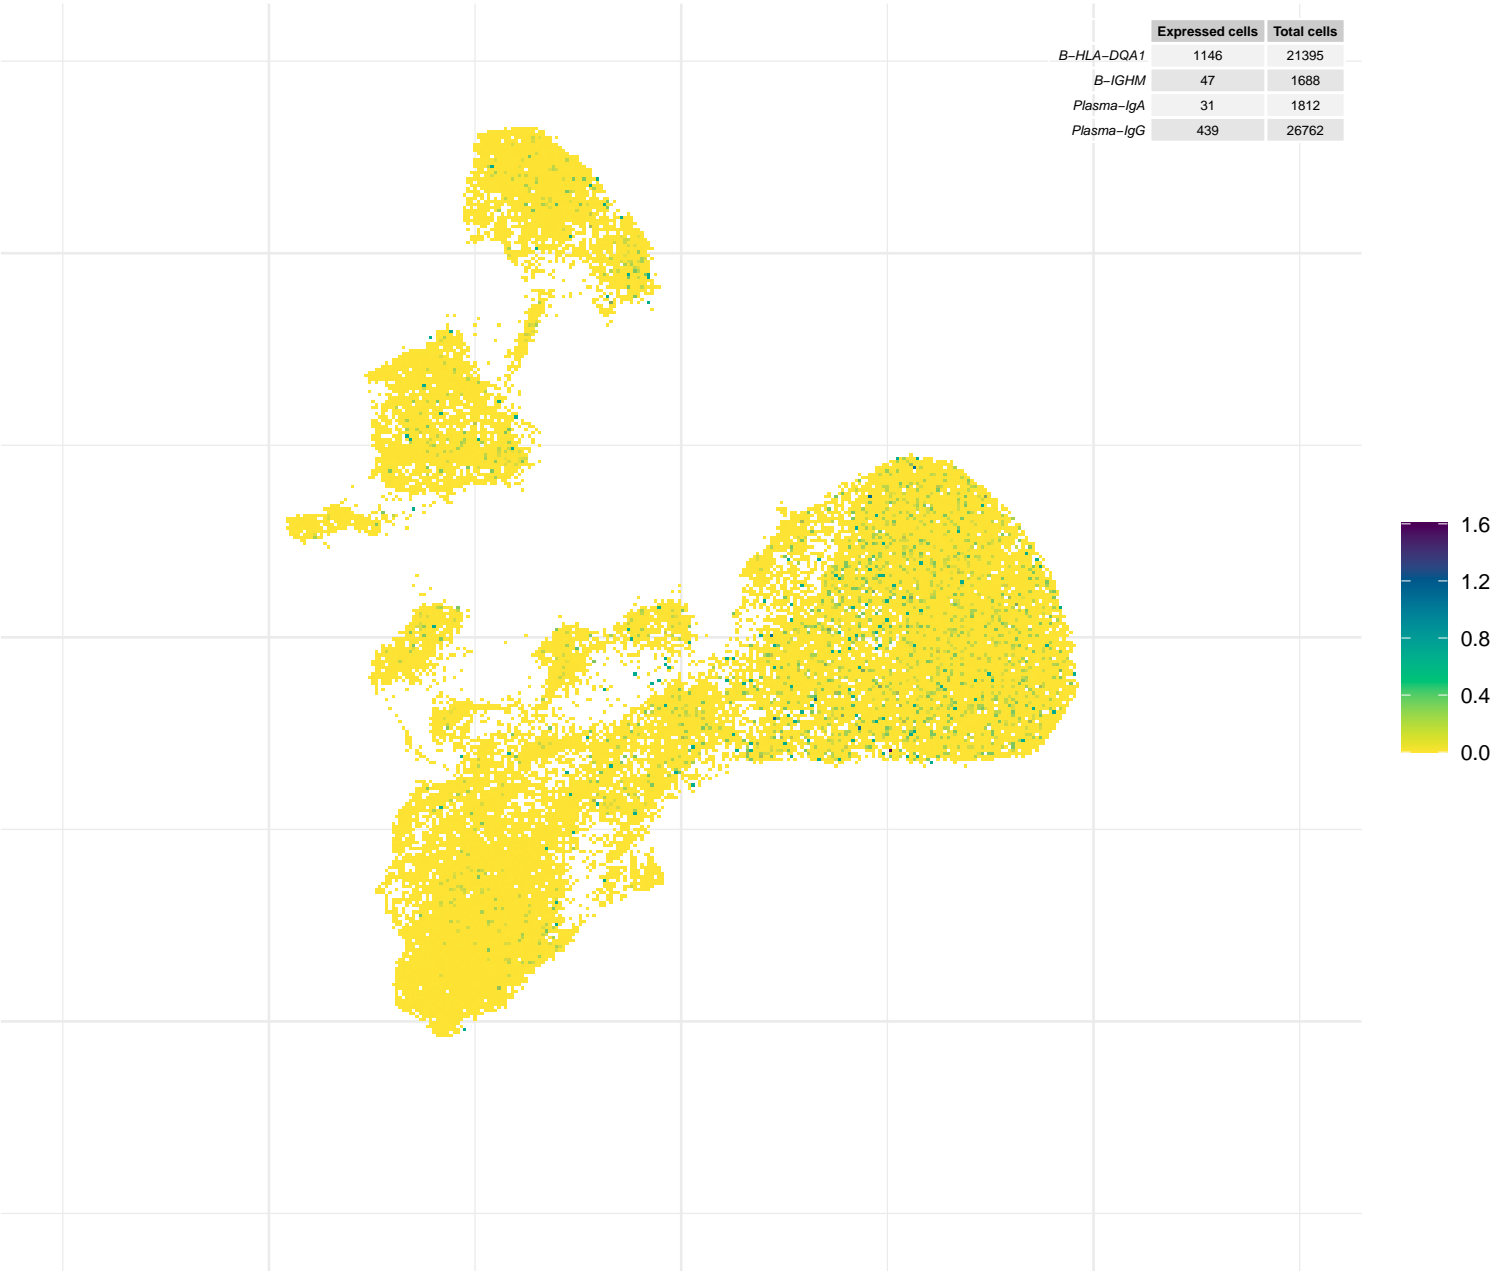 Expressed cells Total cells
B−HLA−DQA1 1146 21395
B−IGHM 47 1688
Plasma−IgA 31 1812
Plasma−IgG 439 26762
1.6
1.2
0.8
0.4
0.0